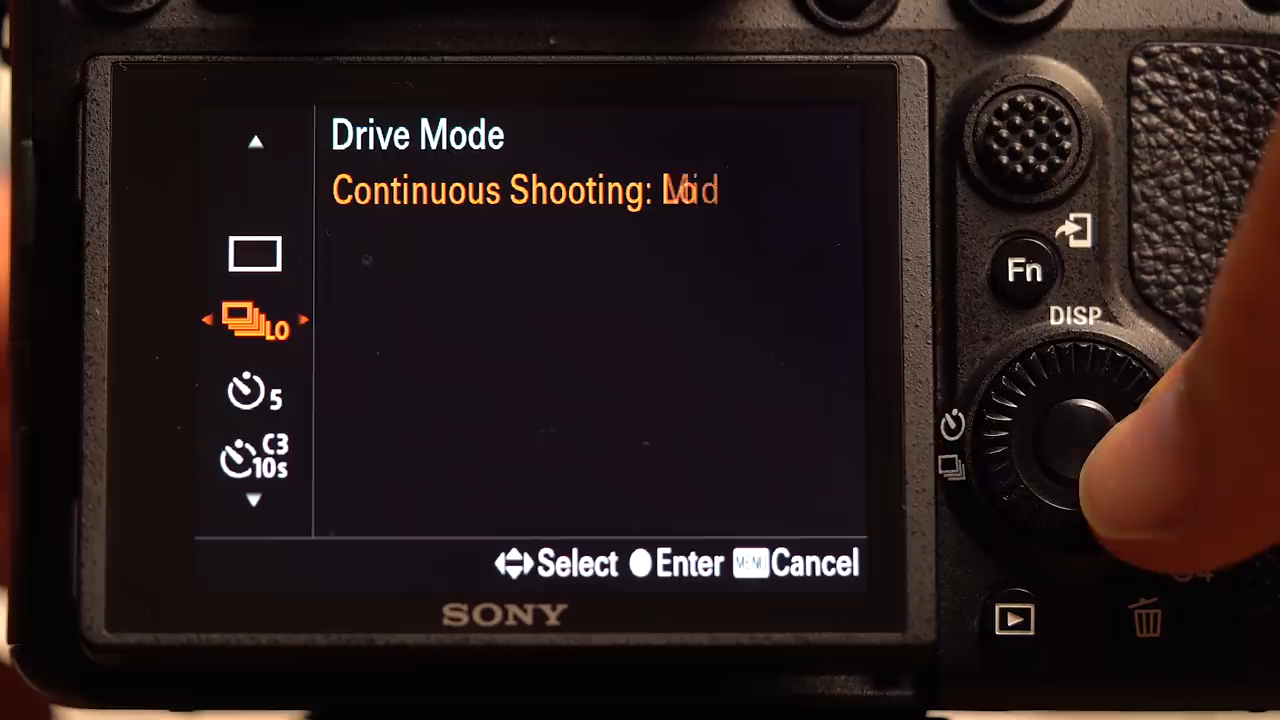 Drive Mode
Continuous Shooting:
LO
5
C3
10s
Select Enter MENU Cancel
SONY
Fn
DISP